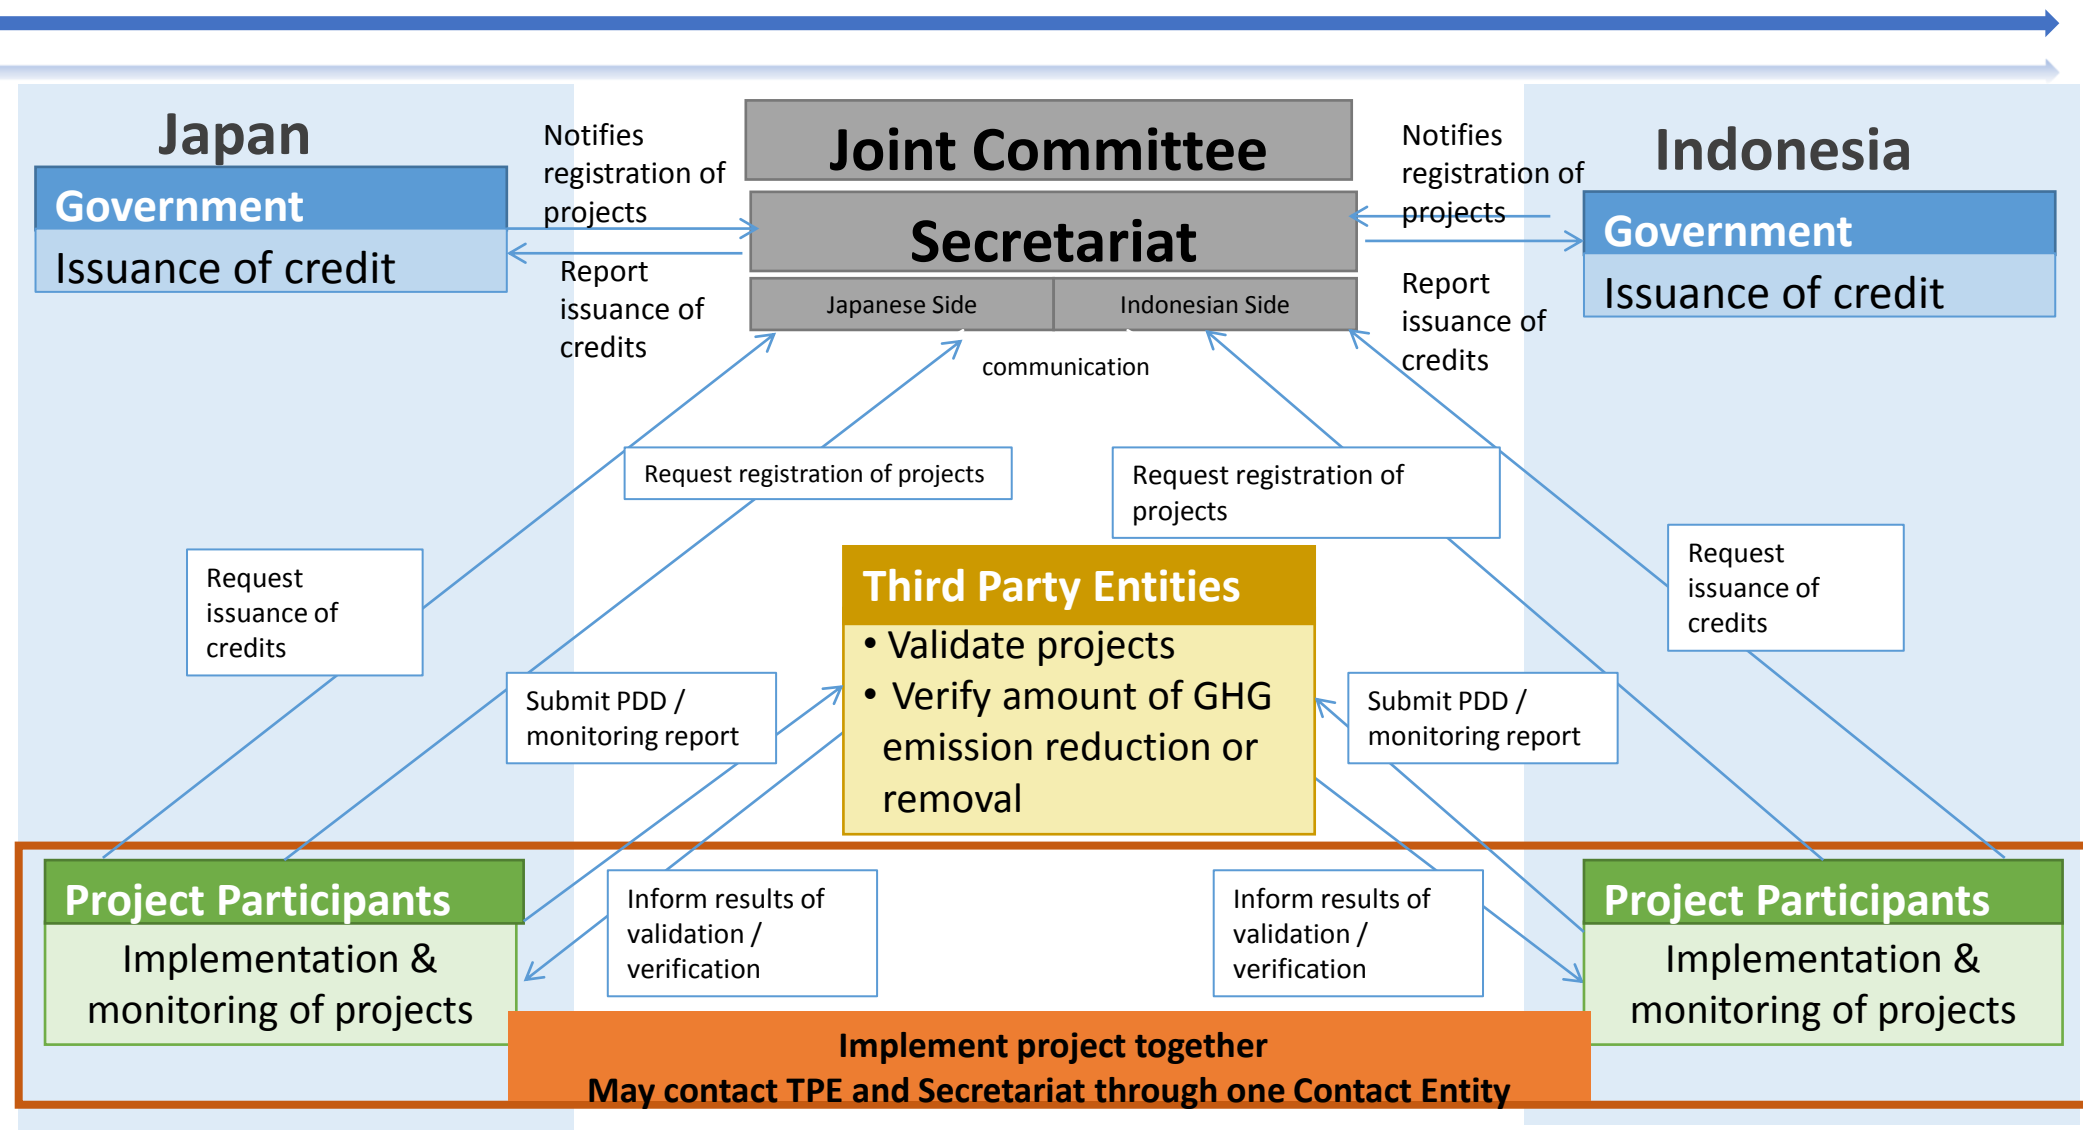 Japan
Government
Issuance of credit
Notifies
registration of
projects
Report
issuance of
credits
Joint Committee
Secretariat
Japanese Side
Indonesian Side
communication
Notifies
registration of
projects
Report
issuance of
credits
Indonesia
Government
Issuance of credit
Request registration of projects
Request registration of
projects
Request
issuance of
credits
Request
issuance of
credits
Third Party Entities
• Validate projects
• Verify amount of GHG
emission reduction or
removal
Submit PDD /
monitoring report
Submit PDD /
monitoring report
Project Participants
Implementation &
monitoring of projects
Inform results of
validation /
verification
Inform results of
validation /
verification
Project Participants
Implementation &
monitoring of projects
Implement project together
May contact TPE and Secretariat through one Contact Entity